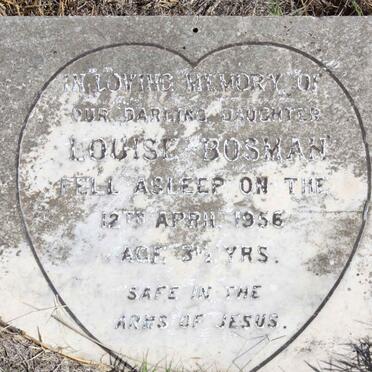 IN LOVING MEMORY OF
OUR DARLING DAUGHTER
LOUISE BOSMAN
FELL ASLEEP ON THE
12TH APRIL 1956
AGE 3½ YRS.
SAFE IN THE
ARMS OF JESUS.